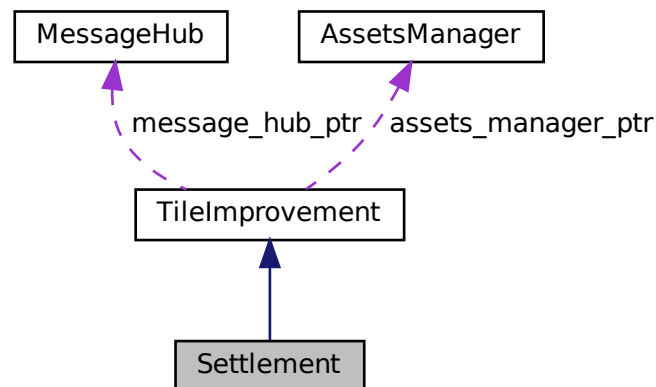 MessageHub
AssetsManager
message_hub_ptr
assets_manager_ptr
TileImprovement
Settlement